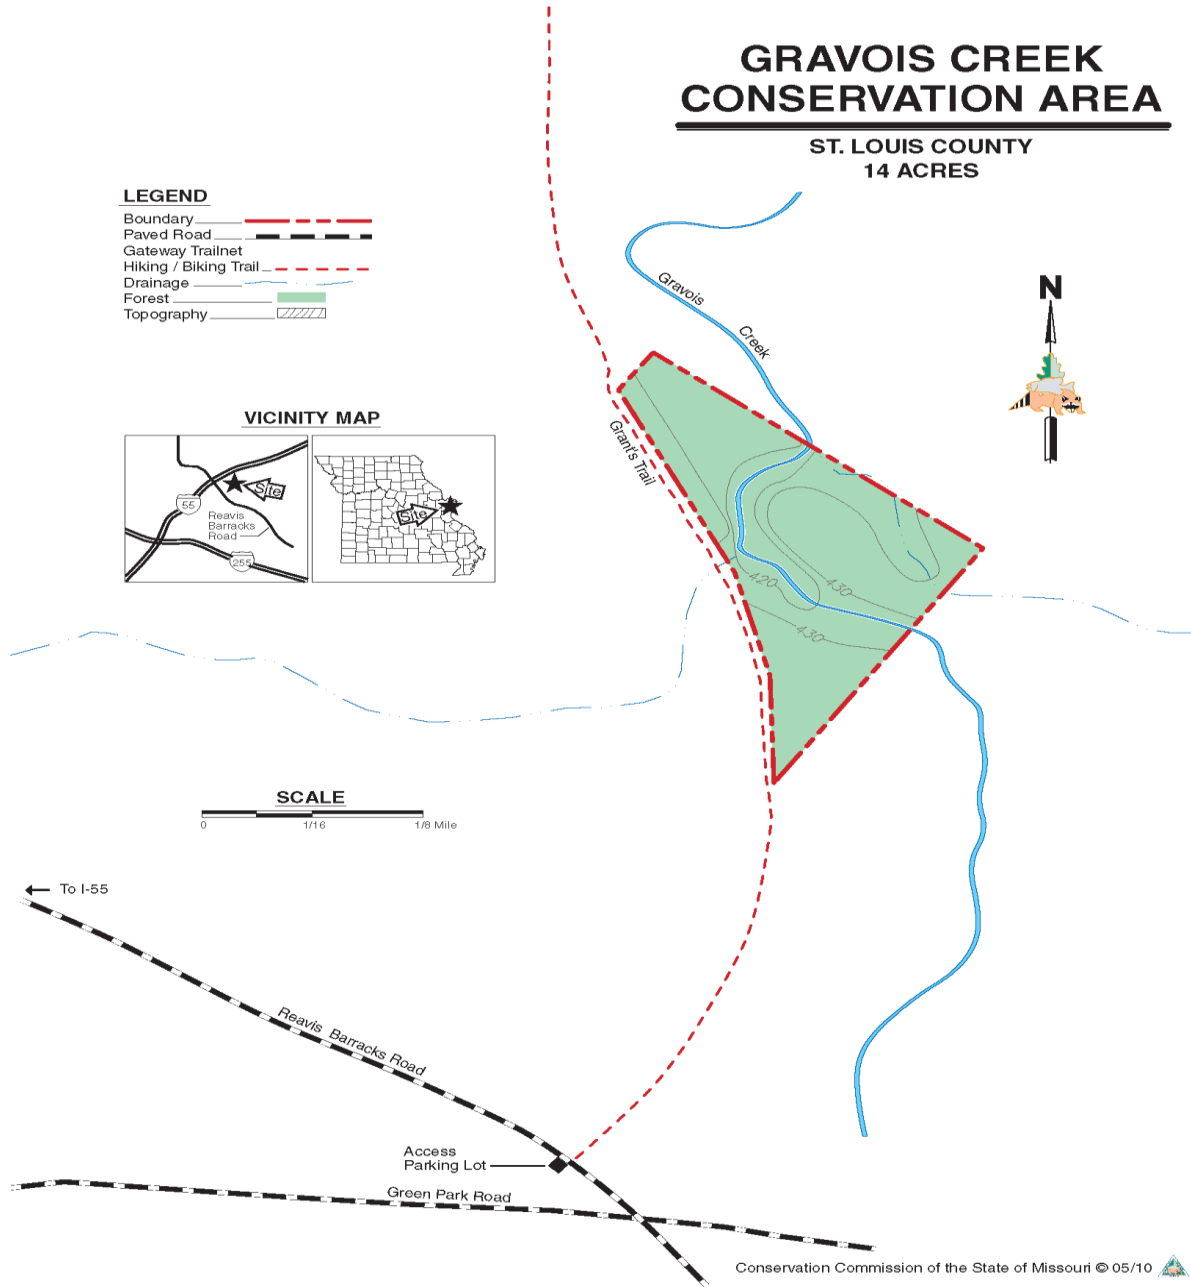 GRAVOIS CREEK
CONSERVATION AREA
ST. LOUIS COUNTY
14 ACRES
LEGEND
Boundary
Paved Road
Gateway Trailnet
Hiking / Biking Trail
Drainage
Forest
Topography
Gravois
Creek
N
VICINITY MAP
55
Site
Reavis
Barracks
Road
255
Site
Grant's Trail
420
430
430
SCALE
0
1/16
1/8 Mile
To I-55
Reavis Barracks Road
Access
Parking Lot
Green Park Road
Conservation Commission of the State of Missouri © 05/10